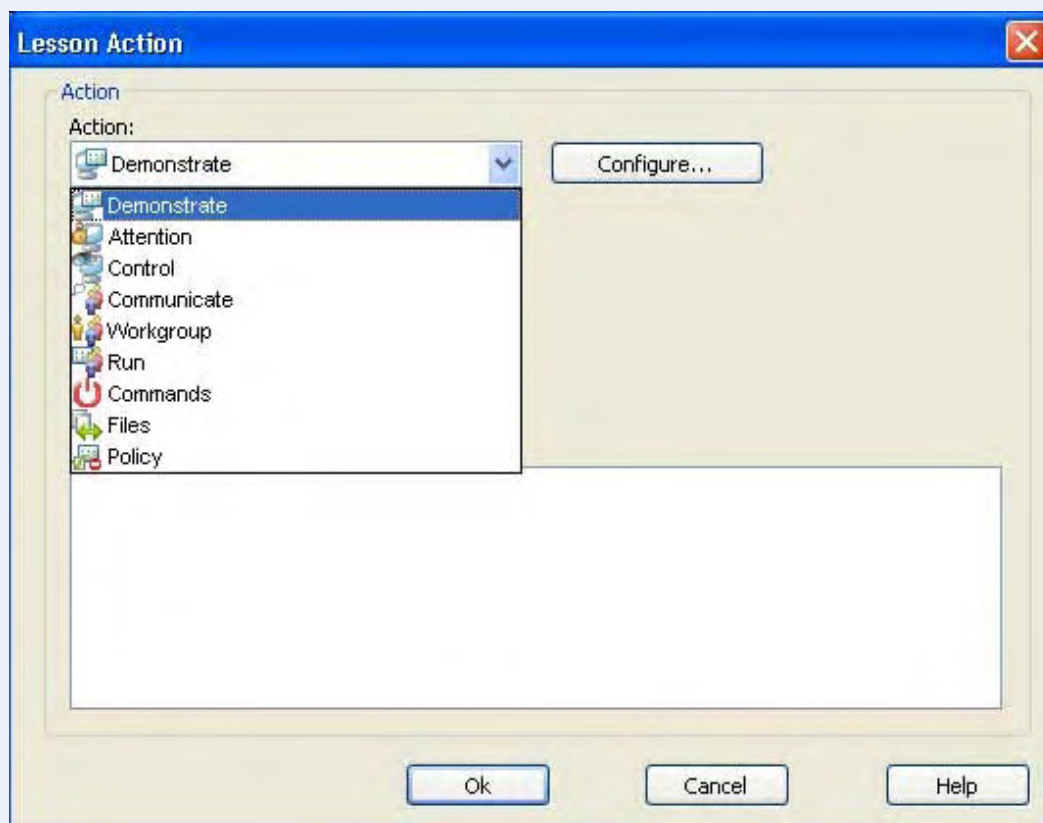 Lesson Action
Action
Action:
Demonstrate
Configure...
Demonstrate
Attention
Control
Communicate
Workgroup
Run
Commands
Files
Policy
Ok
Cancel
Help